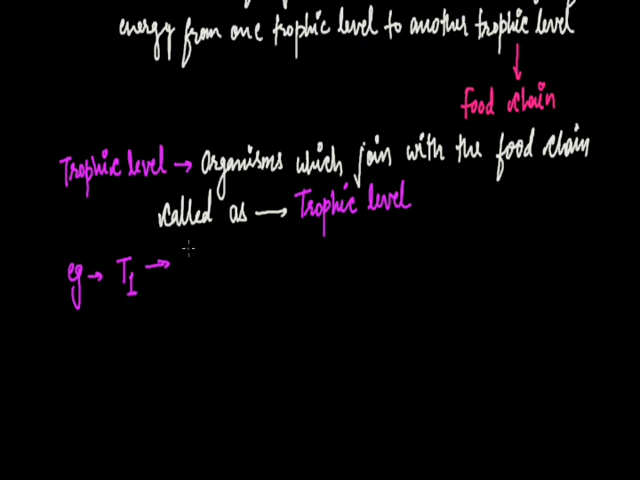 energy from one trophic level to another trophic level
food chain
Trophic level → Organisms which join with the food chain
called as → Trophic level
eg → T1 →